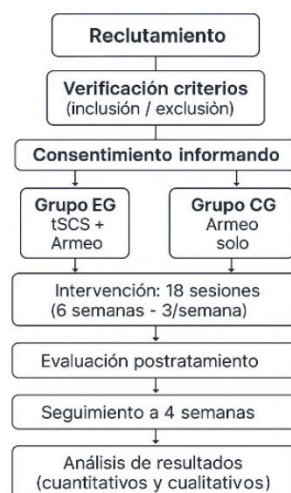 Reclutamiento
Verificación criterios
(inclusión / exclusiòn)
Consentimiento informando
Grupo EG
tSCS +
Armeo
Grupo CG
Armeo
solo
Intervención: 18 sesiones
(6 semanas - 3/semana)
Evaluación postratamiento
Seguimiento a 4 semanas
Análisis de resultados
(cuantitativos y cualitativos)